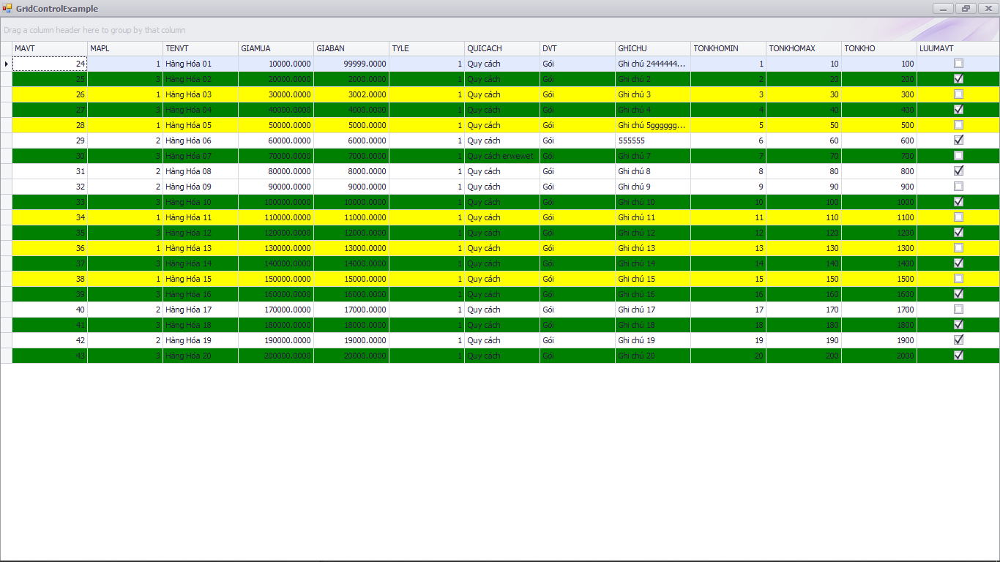 GridControlExample
Drag a column header here to group by that column
MAVT MAPL TENVT GIAMUA GIABAN TYLE QUICACH DVT GHICHU TONKHOMIN TONKHOMAX TONKHO LUUMAVT
24 1 Hàng Hóa 01 10000.0000 99999.0000 1 Quy cách Gói Ghi chú 2444444... 1 10 100
25 3 Hàng Hóa 02 20000.0000 2000.0000 1 Quy cách Gói Ghi chú 2 2 20 200
26 1 Hàng Hóa 03 30000.0000 3002.0000 1 Quy cách Gói Ghi chú 3 3 30 300
27 3 Hàng Hóa 04 40000.0000 4000.0000 1 Quy cách Gói Ghi chú 4 4 40 400
28 1 Hàng Hóa 05 50000.0000 5000.0000 1 Quy cách Gói Ghi chú 5gggggg... 5 50 500
29 2 Hàng Hóa 06 60000.0000 6000.0000 1 Quy cách Gói 555555 6 60 600
30 3 Hàng Hóa 07 70000.0000 7000.0000 1 Quy cách erwewet Gói Ghi chú 7 7 70 700
31 2 Hàng Hóa 08 80000.0000 8000.0000 1 Quy cách Gói Ghi chú 8 8 80 800
32 2 Hàng Hóa 09 90000.0000 9000.0000 1 Quy cách Gói Ghi chú 9 9 90 900
33 3 Hàng Hóa 10 100000.0000 10000.0000 1 Quy cách Gói Ghi chú 10 10 100 1000
34 1 Hàng Hóa 11 110000.0000 11000.0000 1 Quy cách Gói Ghi chú 11 11 110 1100
35 3 Hàng Hóa 12 120000.0000 12000.0000 1 Quy cách Gói Ghi chú 12 12 120 1200
36 1 Hàng Hóa 13 130000.0000 13000.0000 1 Quy cách Gói Ghi chú 13 13 130 1300
37 3 Hàng Hóa 14 140000.0000 14000.0000 1 Quy cách Gói Ghi chú 14 14 140 1400
38 1 Hàng Hóa 15 150000.0000 15000.0000 1 Quy cách Gói Ghi chú 15 15 150 1500
39 3 Hàng Hóa 16 160000.0000 16000.0000 1 Quy cách Gói Ghi chú 16 16 160 1600
40 2 Hàng Hóa 17 170000.0000 17000.0000 1 Quy cách Gói Ghi chú 17 17 170 1700
41 3 Hàng Hóa 18 180000.0000 18000.0000 1 Quy cách Gói Ghi chú 18 18 180 1800
42 2 Hàng Hóa 19 190000.0000 19000.0000 1 Quy cách Gói Ghi chú 19 19 190 1900
43 3 Hàng Hóa 20 200000.0000 20000.0000 1 Quy cách Gói Ghi chú 20 20 200 2000